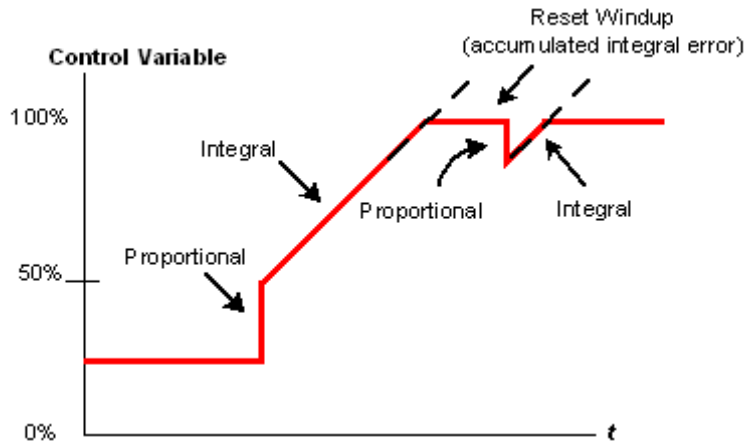 Reset Windup
(accumulated integral error)
Control Variable
100%
Integral
Proportional
Integral
Proportional
50%
0%
t